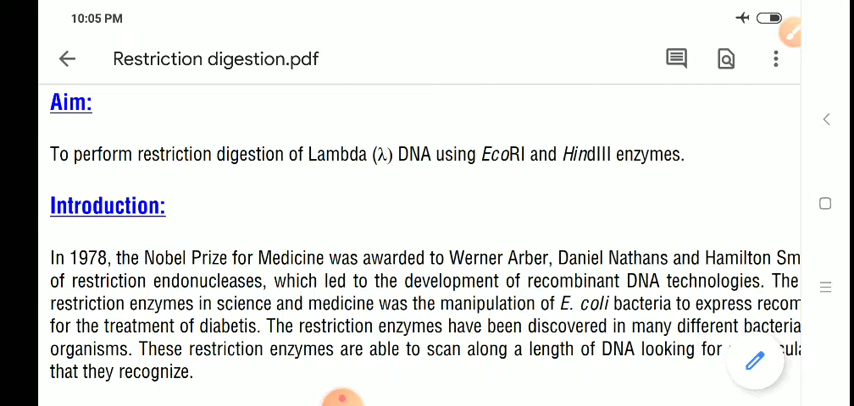 10:05 PM
Restriction digestion.pdf
Aim:
To perform restriction digestion of Lambda (λ) DNA using EcoRI and HindIII enzymes.
Introduction:
In 1978, the Nobel Prize for Medicine was awarded to Werner Arber, Daniel Nathans and Hamilton Sm
of restriction endonucleases, which led to the development of recombinant DNA technologies. The
restriction enzymes in science and medicine was the manipulation of E. coli bacteria to express recom
for the treatment of diabetis. The restriction enzymes have been discovered in many different bacteria
organisms. These restriction enzymes are able to scan along a length of DNA looking for
that they recognize.